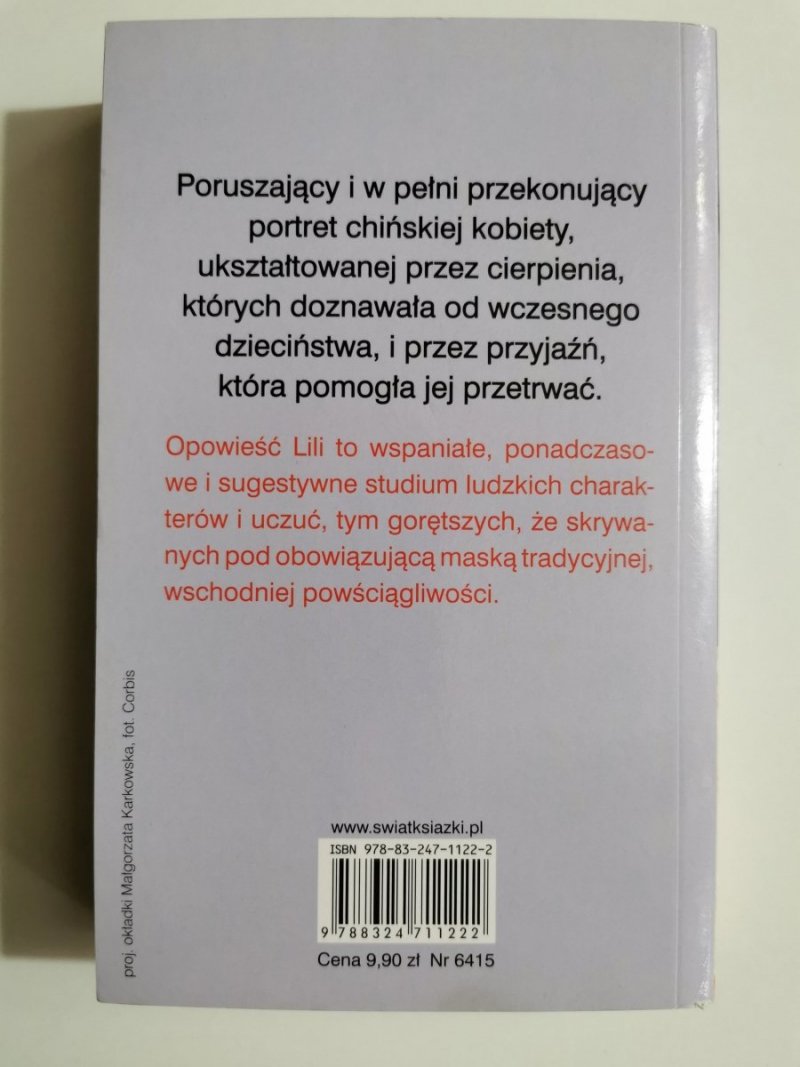 Poruszający i w pełni przekonujący
portret chińskiej kobiety,
ukształtowanej przez cierpienia,
których doznawała od wczesnego
dzieciństwa, i przez przyjaźń,
która pomogła jej przetrwać.
Opowieść Lili to wspaniałe, ponadczaso-
we i sugestywne studium ludzkich charak-
terów i uczuć, tym gorętszych, że skrywa-
nych pod obowiązującą maską tradycyjnej,
wschodniej powściągliwości.
proj. okładki Małgorzata Karkowska, fot. Corbis
www.swiatksiazki.pl
ISBN 978-83-247-1122-2
9 788324 711222
Cena 9,90 zł Nr 6415